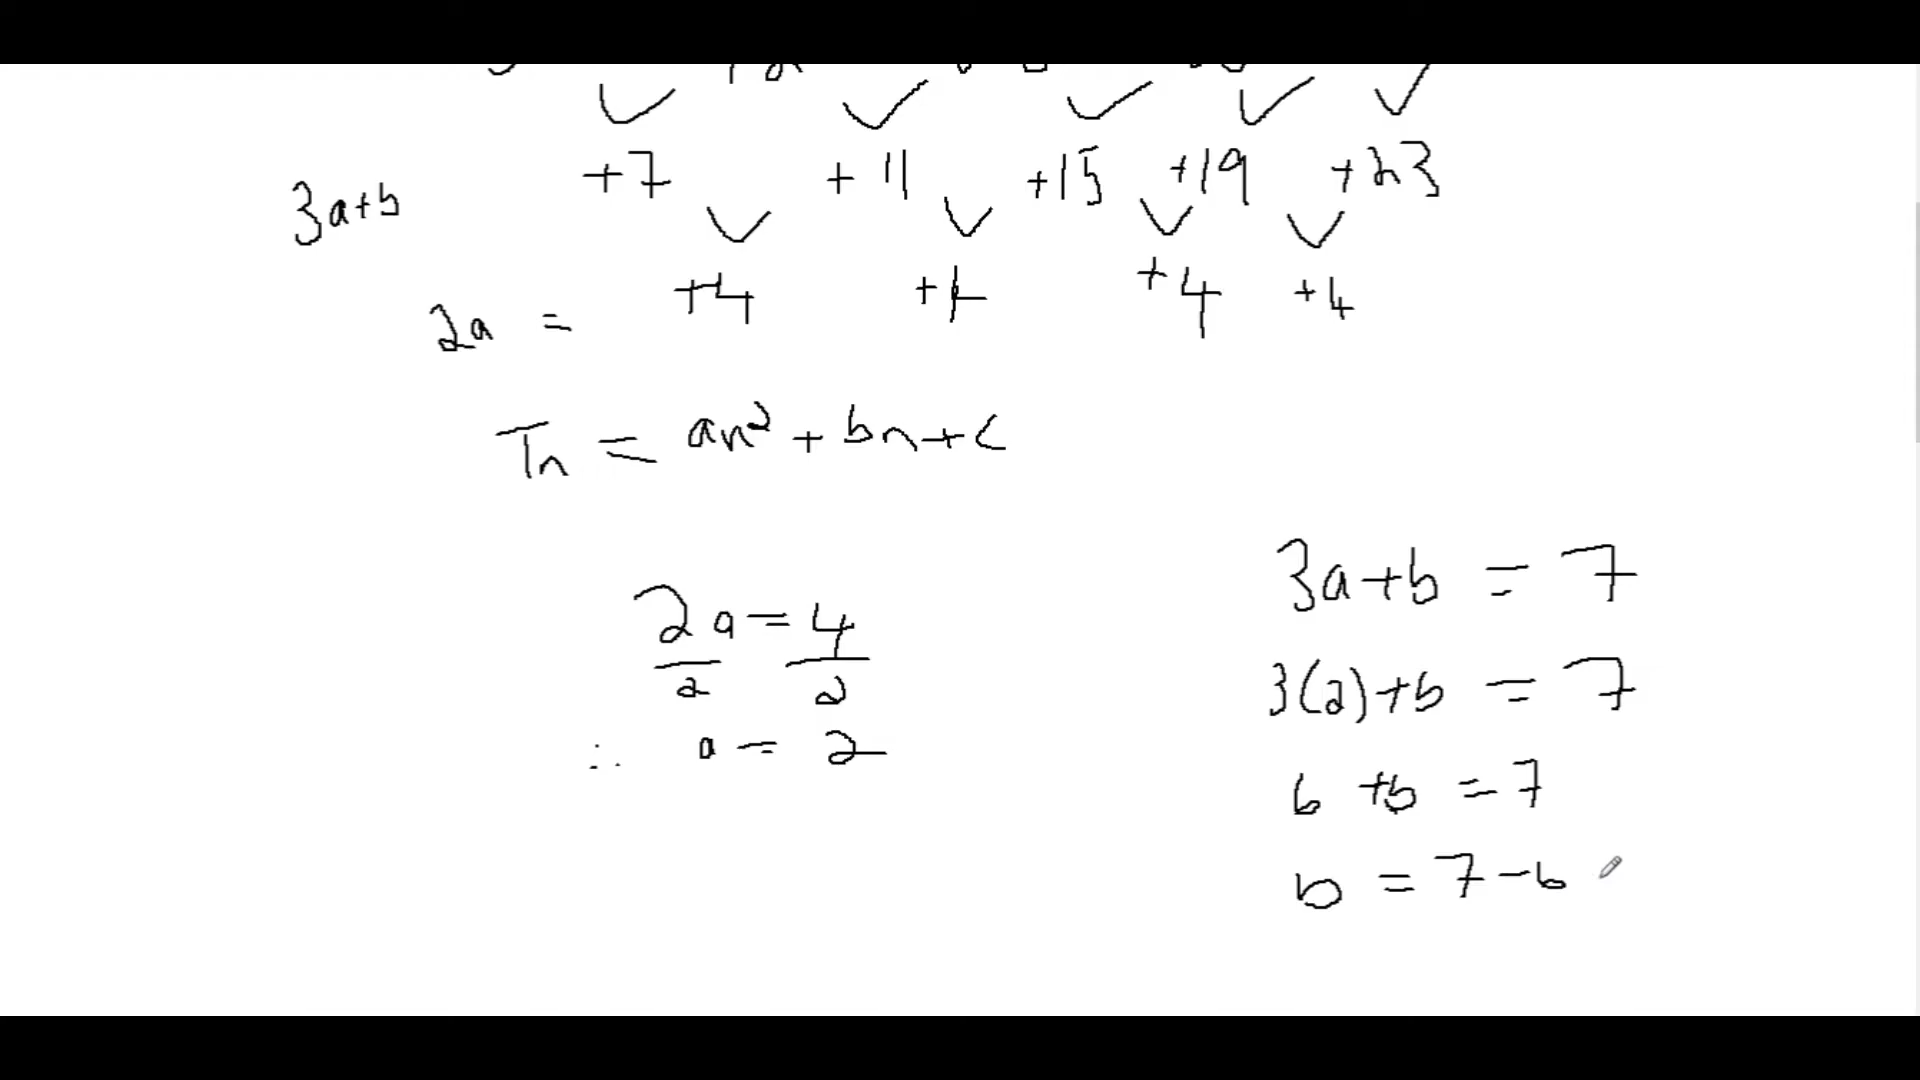 +7 +11 +15 +19 +23
3a+b
+4 +4 +4 +4
2a =
Tn = an² + bn + c
3a+b = 7
2a = 4
2 2
3(2)+b = 7
∴ a = 2
6 +b = 7
b = 7 - 6